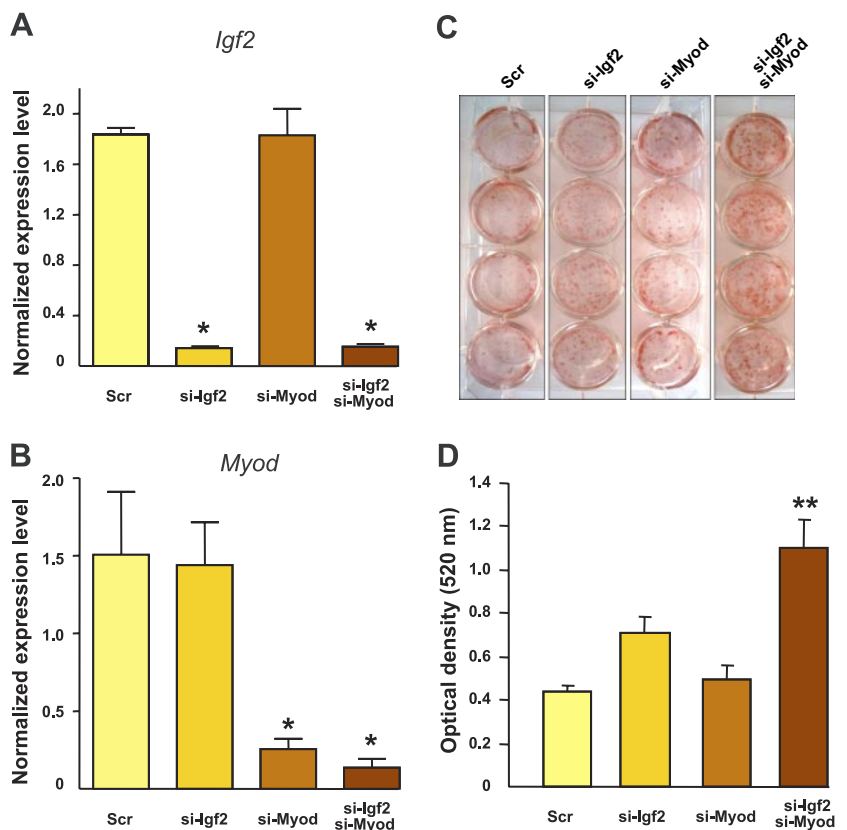 A
Igf2
Normalized expression level
2.0
1.6
1.2
0.8
0.4
0
*
*
Scr
si-Igf2
si-Myod
si-Igf2
si-Myod
B
Myod
Normalized expression level
2.0
1.5
1.0
0.5
0
*
*
Scr
si-Igf2
si-Myod
si-Igf2
si-Myod
C
Scr
si-Igf2
si-Myod
si-Igf2
si-Myod
D
Optical density (520 nm)
1.4
1.2
1.0
0.8
0.6
0.4
0.2
0
**
Scr
si-Igf2
si-Myod
si-Igf2
si-Myod